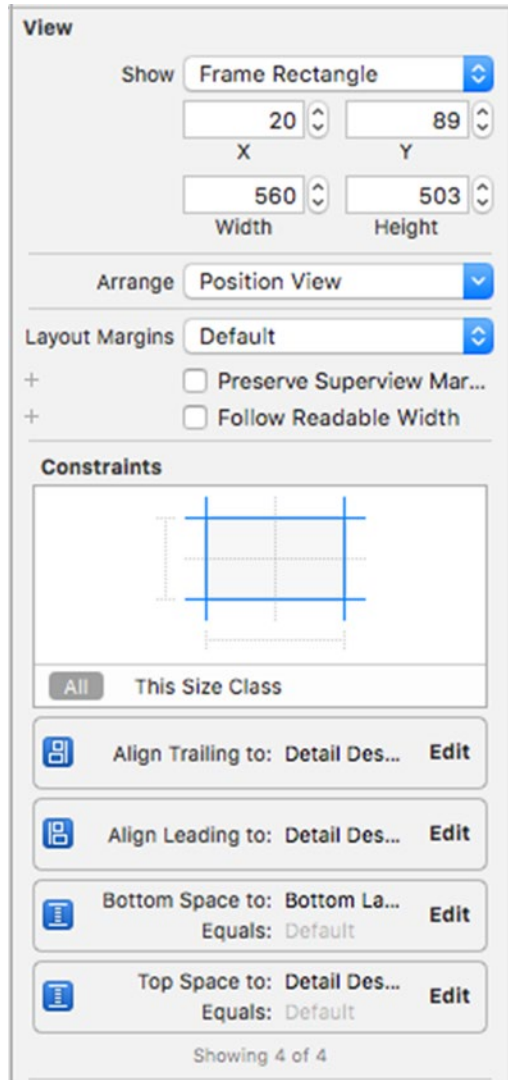 View
Show Frame Rectangle
20 89
X Y
560 503
Width Height
Arrange Position View
Layout Margins Default
+ Preserve Superview Mar...
+ Follow Readable Width
Constraints
All This Size Class
Align Trailing to: Detail Des... Edit
Align Leading to: Detail Des... Edit
Bottom Space to: Bottom La...
Equals: Default
Edit
Top Space to: Detail Des...
Equals: Default
Edit
Showing 4 of 4